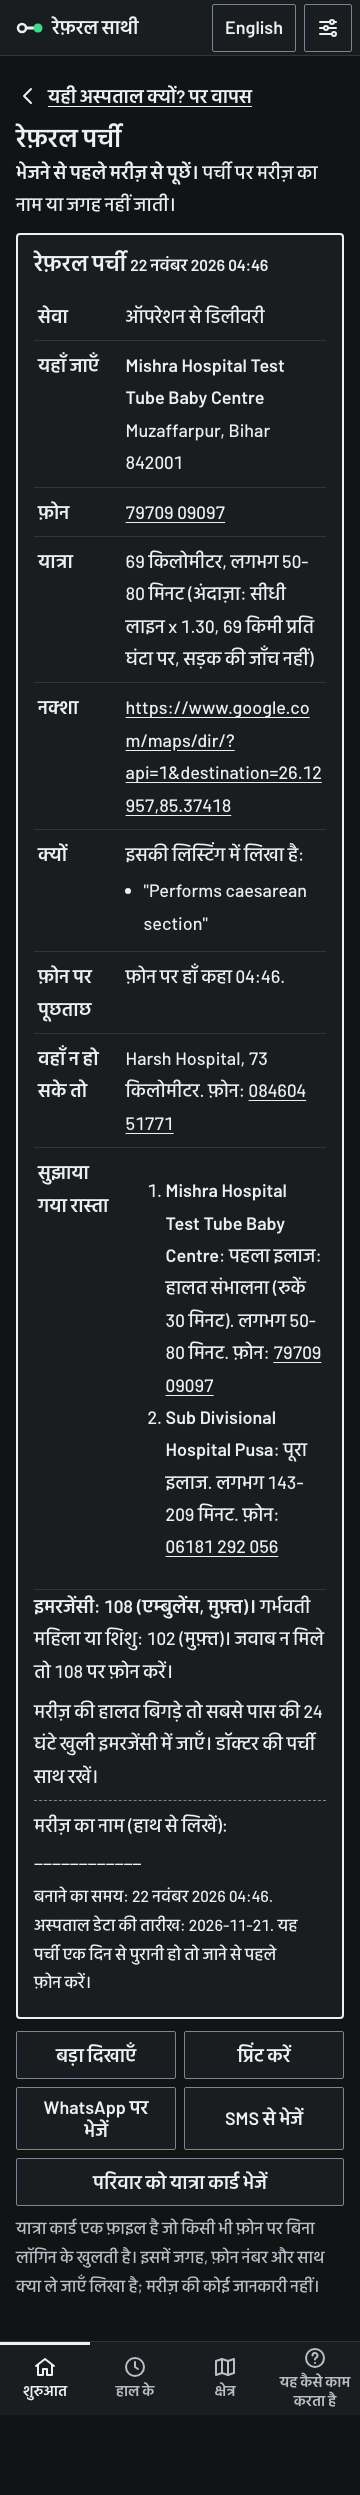 रेफ़रल साथी
English
यही अस्पताल क्यों? पर वापस
रेफ़रल पर्ची
भेजने से पहले मरीज़ से पूछें। पर्ची पर मरीज़ का
नाम या जगह नहीं जाती।
रेफ़रल पर्ची 22 नवंबर 2026 04:46
सेवा
ऑपरेशन से डिलीवरी
यहाँ जाएँ
Mishra Hospital Test
Tube Baby Centre
Muzaffarpur, Bihar
842001
फ़ोन
79709 09097
यात्रा
69 किलोमीटर, लगभग 50-
80 मिनट (अंदाज़ा: सीधी
लाइन x 1.30, 69 किमी प्रति
घंटा पर, सड़क की जाँच नहीं)
नक्शा
https://www.google.co
m/maps/dir/?
api=1&destination=26.12
957,85.37418
क्यों
इसकी लिस्टिंग में लिखा है:
• "Performs caesarean
section"
फ़ोन पर
पूछताछ
फ़ोन पर हाँ कहा 04:46.
वहाँ न हो
सके तो
Harsh Hospital, 73
किलोमीटर. फ़ोन: 084604
51771
सुझाया
गया रास्ता
1. Mishra Hospital
Test Tube Baby
Centre: पहला इलाज:
हालत संभालना (रुकें
30 मिनट). लगभग 50-
80 मिनट. फ़ोन: 79709
09097
2. Sub Divisional
Hospital Pusa: पूरा
इलाज. लगभग 143-
209 मिनट. फ़ोन:
06181 292 056
इमरजेंसी: 108 (एम्बुलेंस, मुफ़्त)। गर्भवती
महिला या शिशु: 102 (मुफ़्त)। जवाब न मिले
तो 108 पर फ़ोन करें।
मरीज़ की हालत बिगड़े तो सबसे पास की 24
घंटे खुली इमरजेंसी में जाएँ। डॉक्टर की पर्ची
साथ रखें।
मरीज़ का नाम (हाथ से लिखें):
____________
बनाने का समय: 22 नवंबर 2026 04:46.
अस्पताल डेटा की तारीख: 2026-11-21. यह
पर्ची एक दिन से पुरानी हो तो जाने से पहले
फ़ोन करें।
बड़ा दिखाएँ
प्रिंट करें
WhatsApp पर
भेजें
SMS से भेजें
परिवार को यात्रा कार्ड भेजें
यात्रा कार्ड एक फ़ाइल है जो किसी भी फ़ोन पर बिना
लॉगिन के खुलती है। इसमें जगह, फ़ोन नंबर और साथ
क्या ले जाएँ लिखा है; मरीज़ की कोई जानकारी नहीं।
शुरुआत
हाल के
क्षेत्र
यह कैसे काम
करता है